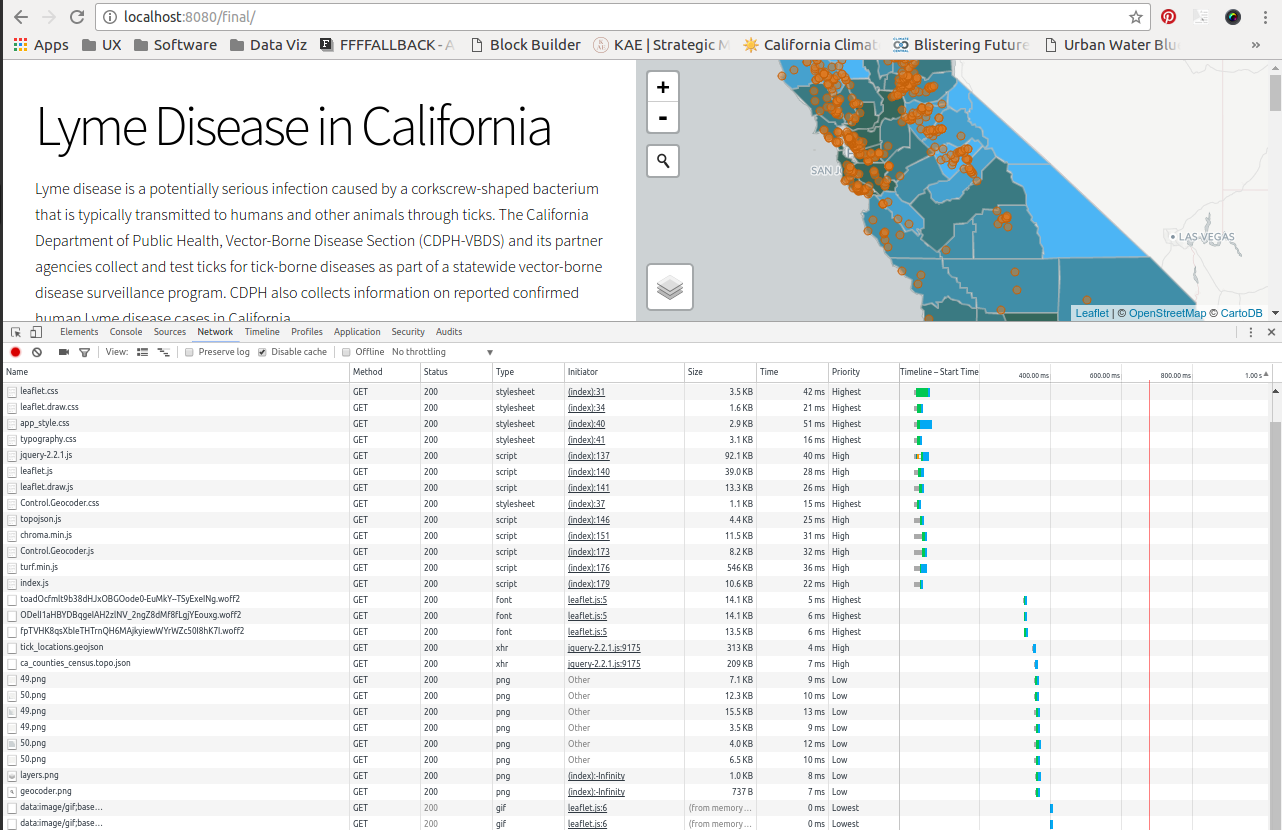 localhost:8080/final/
Apps UX Software Data Viz FFFFALLBACK - A Block Builder KAE | Strategic M California Climat Blistering Future Urban Water Blu »
Lyme Disease in California
Lyme disease is a potentially serious infection caused by a corkscrew-shaped bacterium
that is typically transmitted to humans and other animals through ticks. The California
Department of Public Health, Vector-Borne Disease Section (CDPH-VBDS) and its partner
agencies collect and test ticks for tick-borne diseases as part of a statewide vector-borne
disease surveillance program. CDPH also collects information on reported confirmed
human Lyme disease cases in California.
+
-
SAN J
LAS VEGAS
Leaflet | © OpenStreetMap © CartoDB
Elements Console Sources Network Timeline Profiles Application Security Audits
View: Preserve log Disable cache Offline No throttling
Name Method Status Type Initiator Size Time Priority Timeline – Start Time 400.00 ms 600.00 ms 800.00 ms 1.00 s
leaflet.css GET 200 stylesheet (index):31 3.5 KB 42 ms Highest
leaflet.draw.css GET 200 stylesheet (index):34 1.6 KB 21 ms Highest
app_style.css GET 200 stylesheet (index):40 2.9 KB 51 ms Highest
typography.css GET 200 stylesheet (index):41 3.1 KB 16 ms Highest
jquery-2.2.1.js GET 200 script (index):137 92.1 KB 40 ms High
leaflet.js GET 200 script (index):140 39.0 KB 28 ms High
leaflet.draw.js GET 200 script (index):141 13.3 KB 26 ms High
Control.Geocoder.css GET 200 stylesheet (index):37 1.1 KB 15 ms Highest
topojson.js GET 200 script (index):146 4.4 KB 25 ms High
chroma.min.js GET 200 script (index):151 11.5 KB 31 ms High
Control.Geocoder.js GET 200 script (index):173 8.2 KB 32 ms High
turf.min.js GET 200 script (index):176 546 KB 36 ms High
index.js GET 200 script (index):179 10.6 KB 22 ms High
GET 200 font leaflet.js:5 14.1 KB 5 ms Highest
GET 200 font leaflet.js:5 14.1 KB 6 ms Highest
GET 200 font leaflet.js:5 13.5 KB 6 ms Highest
tick_locations.geojson GET 200 xhr jquery-2.2.1.js:9175 313 KB 4 ms High
ca_counties_census.topo.json GET 200 xhr jquery-2.2.1.js:9175 209 KB 7 ms High
49.png GET 200 png Other 7.1 KB 9 ms Low
50.png GET 200 png Other 12.3 KB 10 ms Low
49.png GET 200 png Other 15.5 KB 13 ms Low
49.png GET 200 png Other 3.5 KB 9 ms Low
50.png GET 200 png Other 4.0 KB 12 ms Low
50.png GET 200 png Other 6.5 KB 10 ms Low
layers.png GET 200 png (index):-Infinity 1.0 KB 8 ms Low
geocoder.png GET 200 png (index):-Infinity 737 B 7 ms Low
data:image/gif;base... GET 200 gif leaflet.js:6 (from memory... 0 ms Lowest
data:image/gif;base... GET 200 gif leaflet.js:6 (from memory... 0 ms Lowest